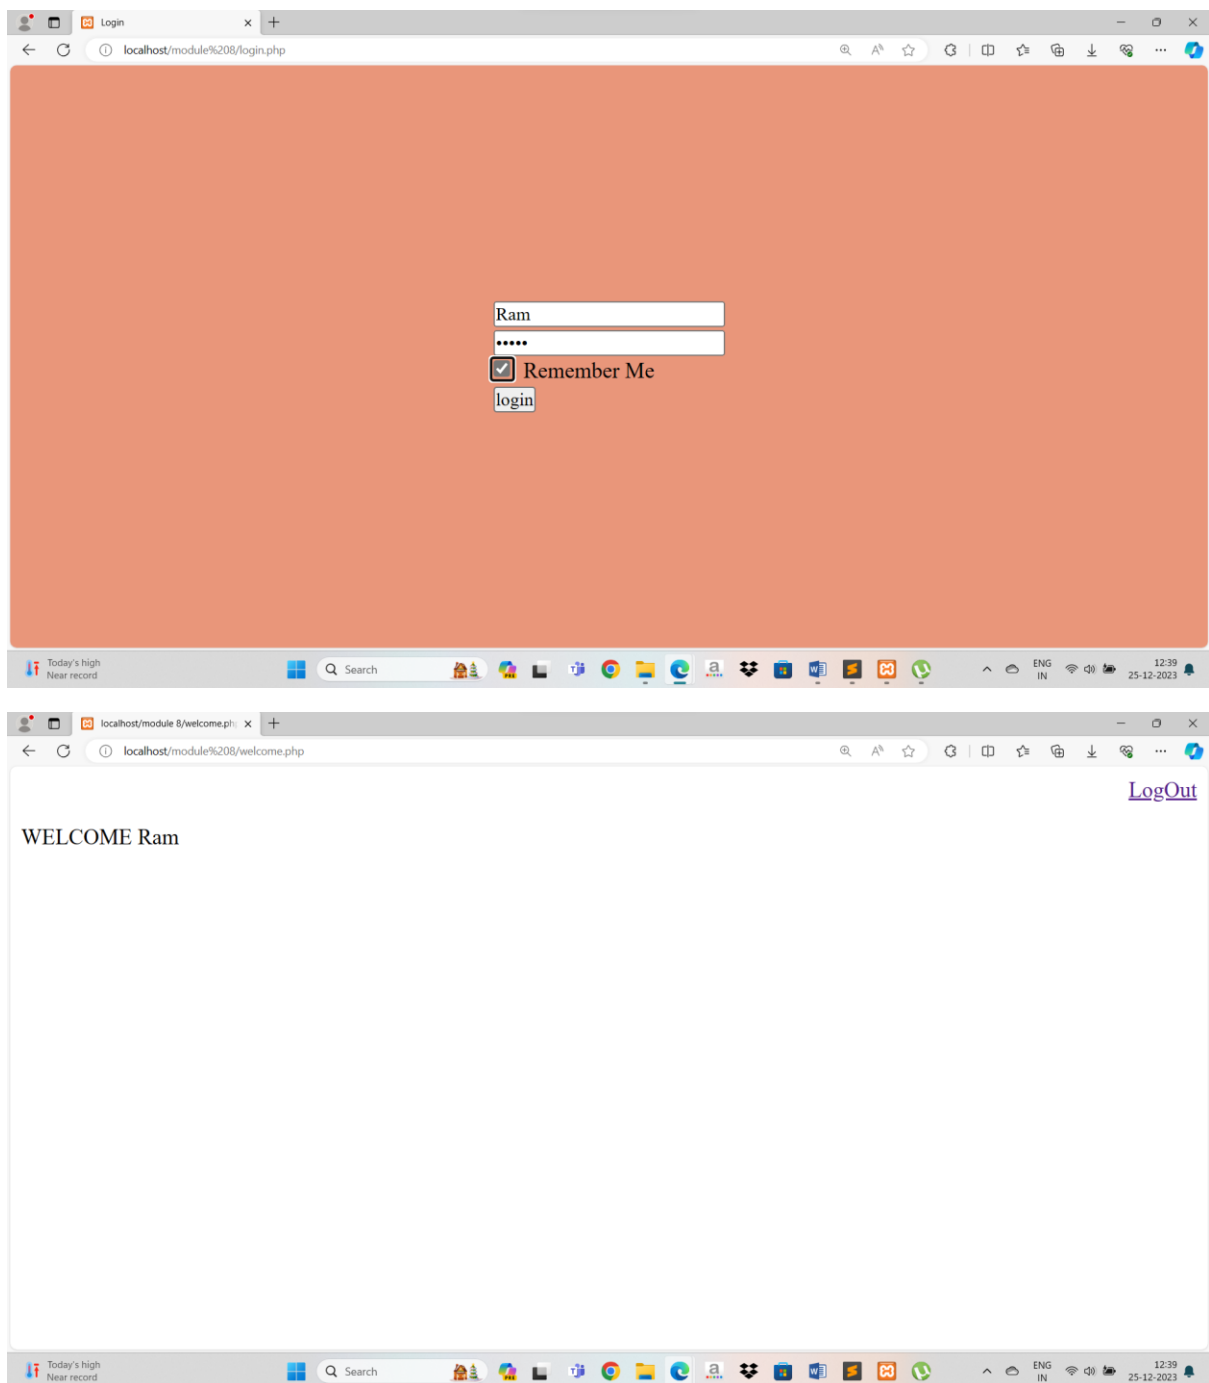 Login
localhost/module%208/login.php
Ram
•••••
Remember Me
login
Today's high
Near record
Search
ENG
IN
12:39
25-12-2023
localhost/module 8/welcome.ph
localhost/module%208/welcome.php
LogOut
WELCOME Ram
Today's high
Near record
Search
ENG
IN
12:39
25-12-2023